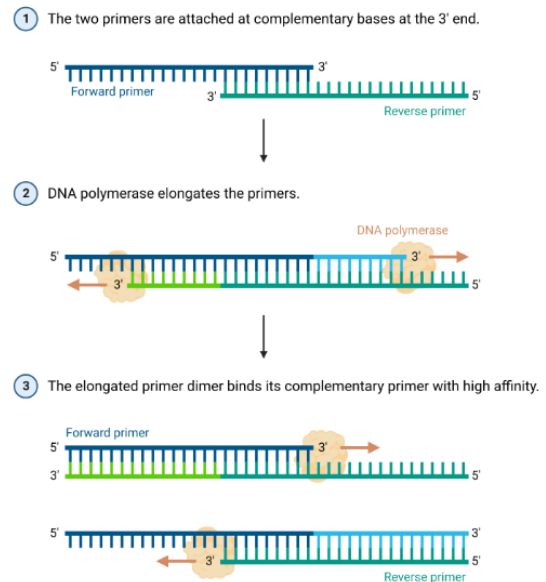 1 The two primers are attached at complementary bases at the 3' end.
5' 3'
Forward primer 3' 5'
Reverse primer
2 DNA polymerase elongates the primers.
DNA polymerase
5' 3'
3' 5'
3 The elongated primer dimer binds its complementary primer with high affinity.
Forward primer
5' 3'
3' 5'
5' 3'
3' 5'
Reverse primer